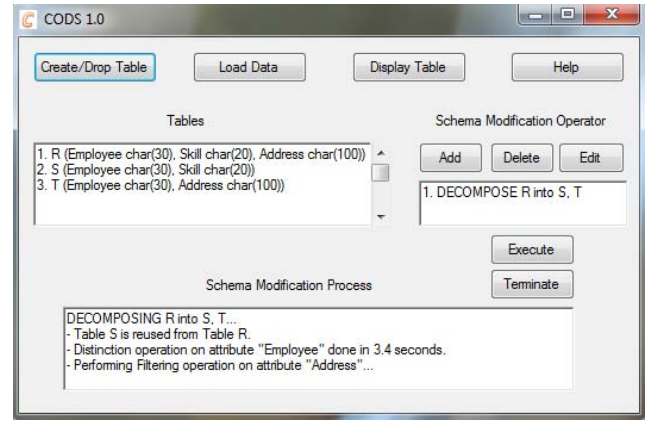 CODS 1.0
Create/Drop Table
Load Data
Display Table
Help
Tables
Schema Modification Operator
1. R (Employee char(30), Skill char(20), Address char(100))
2. S (Employee char(30), Skill char(20))
3. T (Employee char(30), Address char(100))
Add
Delete
Edit
1. DECOMPOSE R into S, T
Execute
Terminate
Schema Modification Process
DECOMPOSING R into S, T...
- Table S is reused from Table R.
- Distinction operation on attribute "Employee" done in 3.4 seconds.
- Performing Filtering operation on attribute "Address"...